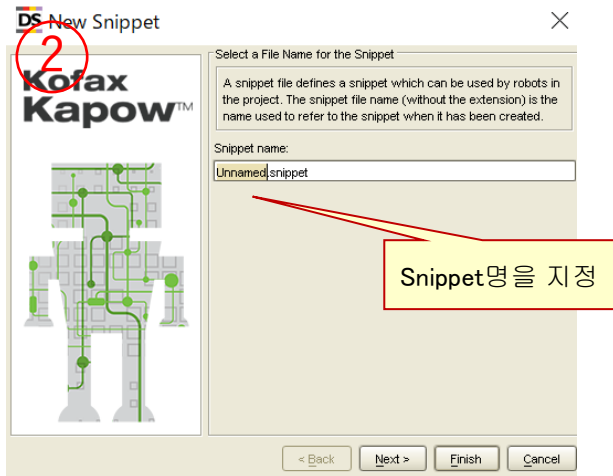 DS New Snippet
②
Kofax
Kapow™
Select a File Name for the Snippet
A snippet file defines a snippet which can be used by robots in
the project. The snippet file name (without the extension) is the
name used to refer to the snippet when it has been created.
Snippet name:
Unnamed.snippet
Snippet명을 지정
< Back
Next >
Finish
Cancel